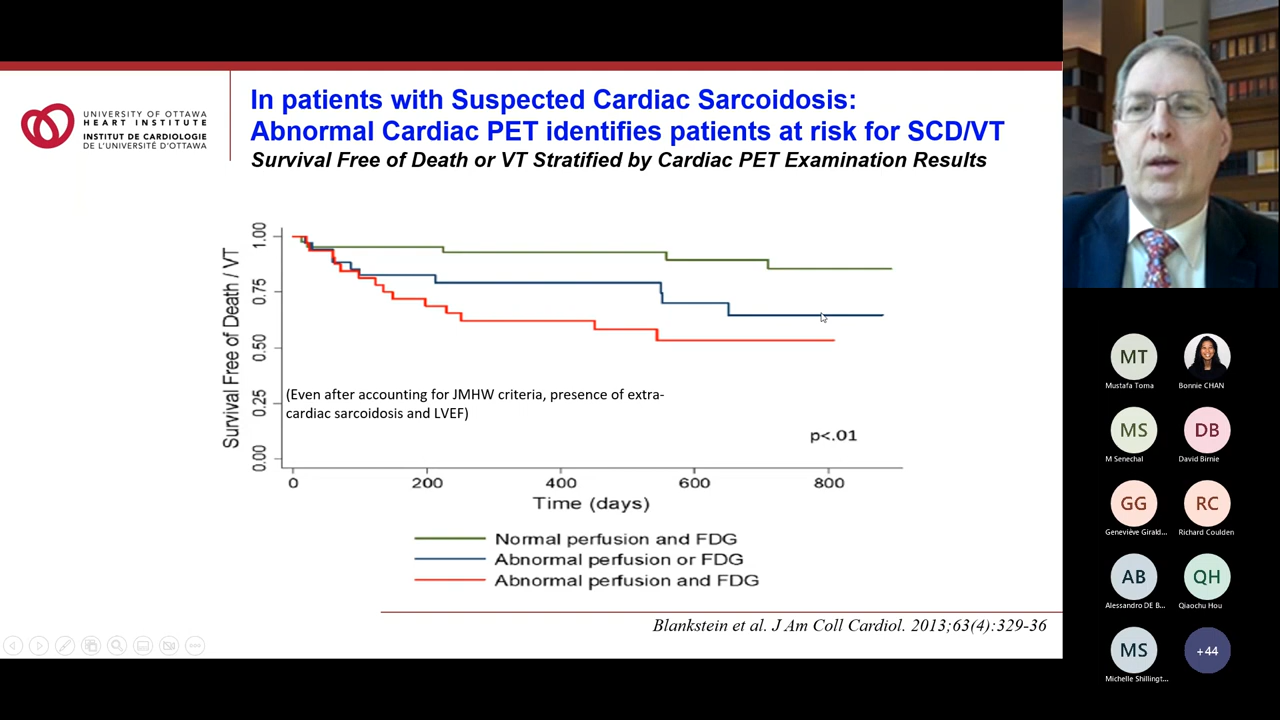 UNIVERSITY OF OTTAWA
HEART INSTITUTE
INSTITUT DE CARDIOLOGIE
DE L'UNIVERSITÉ D'OTTAWA
In patients with Suspected Cardiac Sarcoidosis:
Abnormal Cardiac PET identifies patients at risk for SCD/VT
Survival Free of Death or VT Stratified by Cardiac PET Examination Results
Survival Free of Death / VT
1.00
0.75
0.50
0.25
0.00
(Even after accounting for JMHW criteria, presence of extra-
cardiac sarcoidosis and LVEF)
p<.01
0 200 400 600 800
Time (days)
Normal perfusion and FDG
Abnormal perfusion or FDG
Abnormal perfusion and FDG
Blankstein et al. J Am Coll Cardiol. 2013;63(4):329-36
MT
Mustafa Toma
Bonnie CHAN
MS
M Senechal
DB
David Birnie
GG
Geneviève Girald...
RC
Richard Coulden
AB
Alessandro DE B...
QH
Qiaochu Hou
MS
Michelle Shillingt...
+44